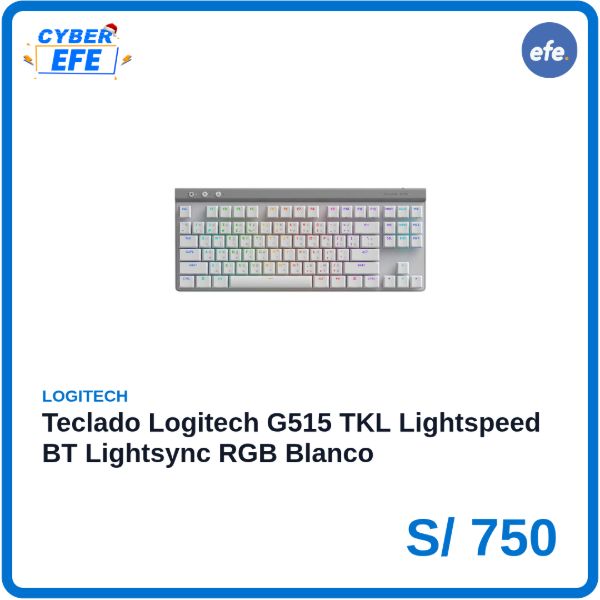 CYBER
EFE
efe.
LOGITECH
Teclado Logitech G515 TKL Lightspeed
BT Lightsync RGB Blanco
S/ 750